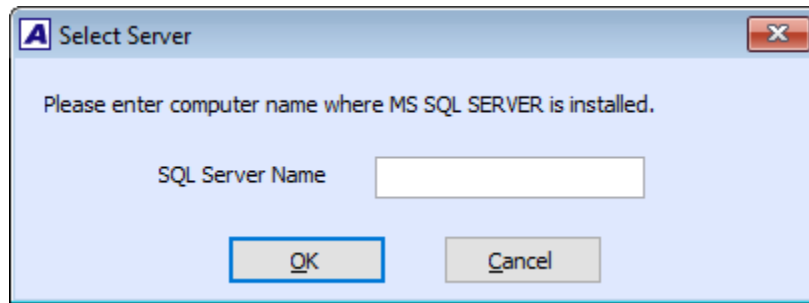 A Select Server
Please enter computer name where MS SQL SERVER is installed.
SQL Server Name
OK Cancel